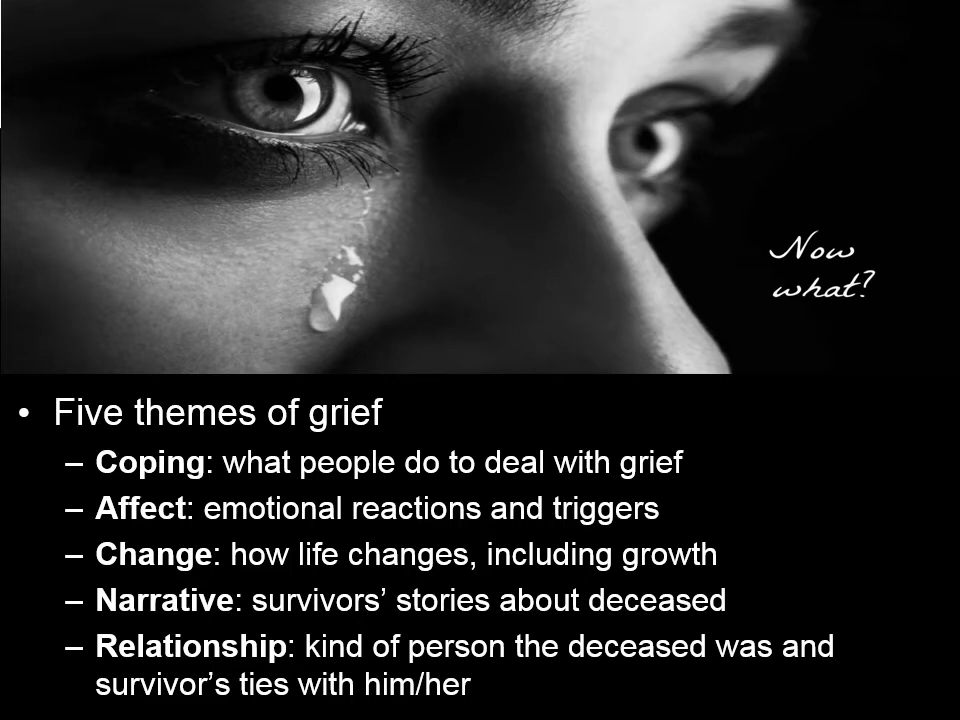 Now
what?
• Five themes of grief
– Coping: what people do to deal with grief
– Affect: emotional reactions and triggers
– Change: how life changes, including growth
– Narrative: survivors’ stories about deceased
– Relationship: kind of person the deceased was and
survivor’s ties with him/her